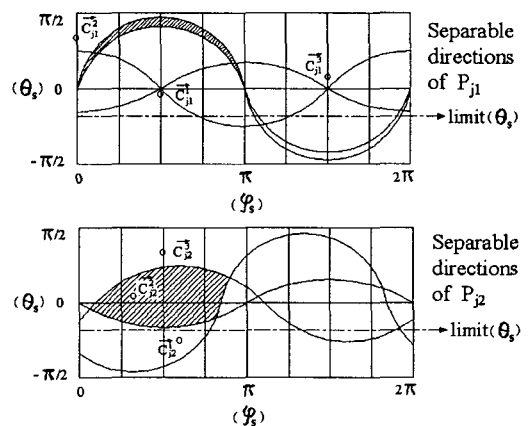 π/2
C⃗²j1
Separable
directions
of Pj1
C⃗³j1
(θs) 0
C⃗¹j1
limit(θs)
-π/2
0 π 2π
(φs)
π/2
C⃗³j2
Separable
directions
of Pj2
C⃗²j2
(θs) 0
limit(θs)
C⃗¹j2
-π/2
0 π 2π
(φs)